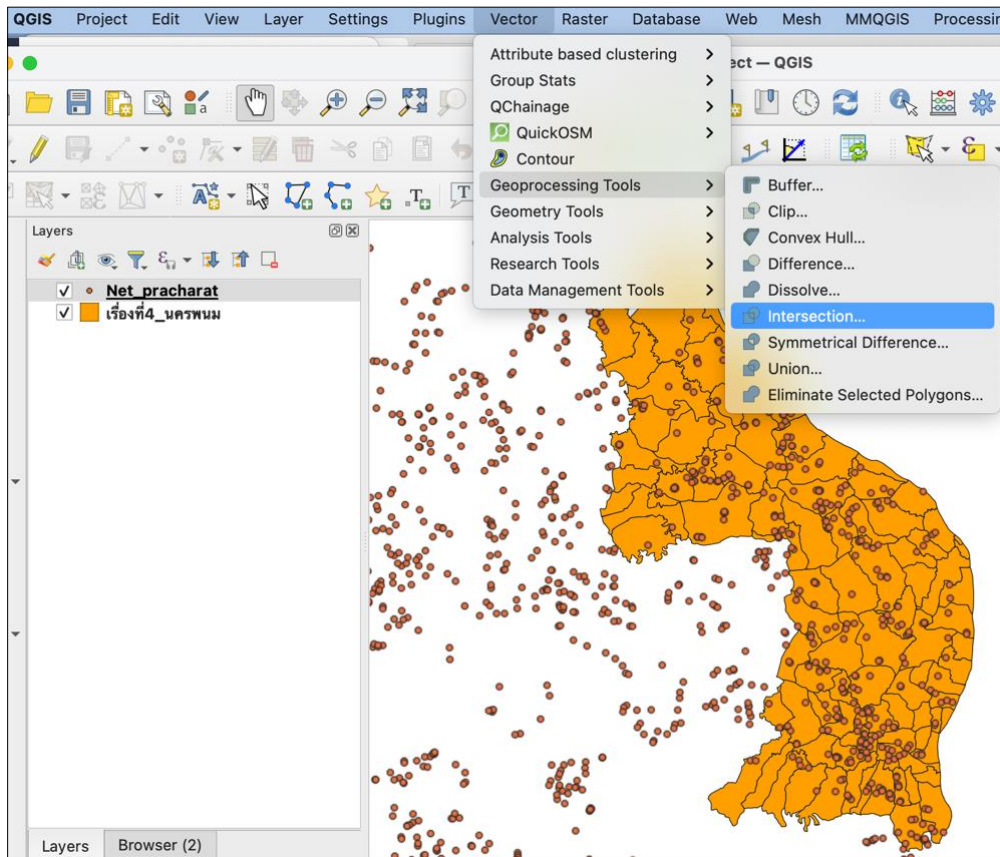 QGIS Project Edit View Layer Settings Plugins Vector Raster Database Web Mesh MMQGIS Processin
ect — QGIS
Attribute based clustering
Group Stats
QChainage
QuickOSM
Contour
Geoprocessing Tools
Geometry Tools
Analysis Tools
Research Tools
Data Management Tools
Buffer...
Clip...
Convex Hull...
Difference...
Dissolve...
Intersection...
Symmetrical Difference...
Union...
Eliminate Selected Polygons...
Layers
Net_pracharat
เรื่องที่4_นครพนม
Layers Browser (2)